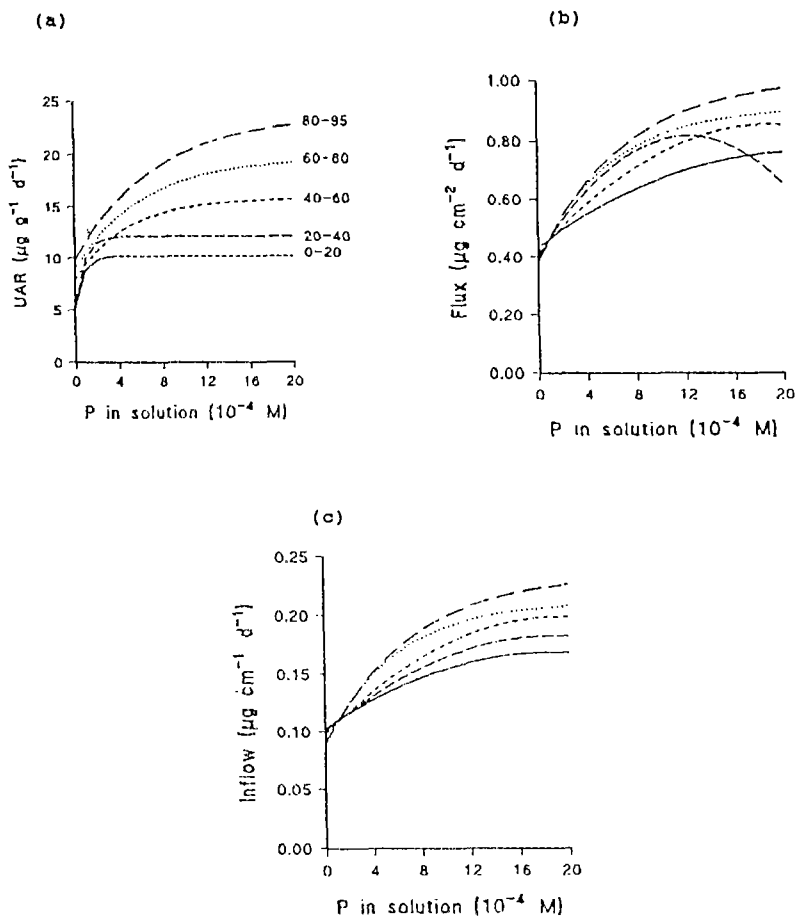 (a)
UAR (μg g⁻¹ d⁻¹)
25
20
15
10
5
0
80-95
60-80
40-60
20-40
0-20
0 4 8 12 16 20
P in solution (10⁻⁴ M)
(b)
Flux (μg cm⁻² d⁻¹)
1.00
0.80
0.60
0.40
0.20
0.00
0 4 8 12 16 20
P in solution (10⁻⁴ M)
(c)
Inflow (μg cm⁻¹ d⁻¹)
0.25
0.20
0.15
0.10
0.05
0.00
0 4 8 12 16 20
P in solution (10⁻⁴ M)